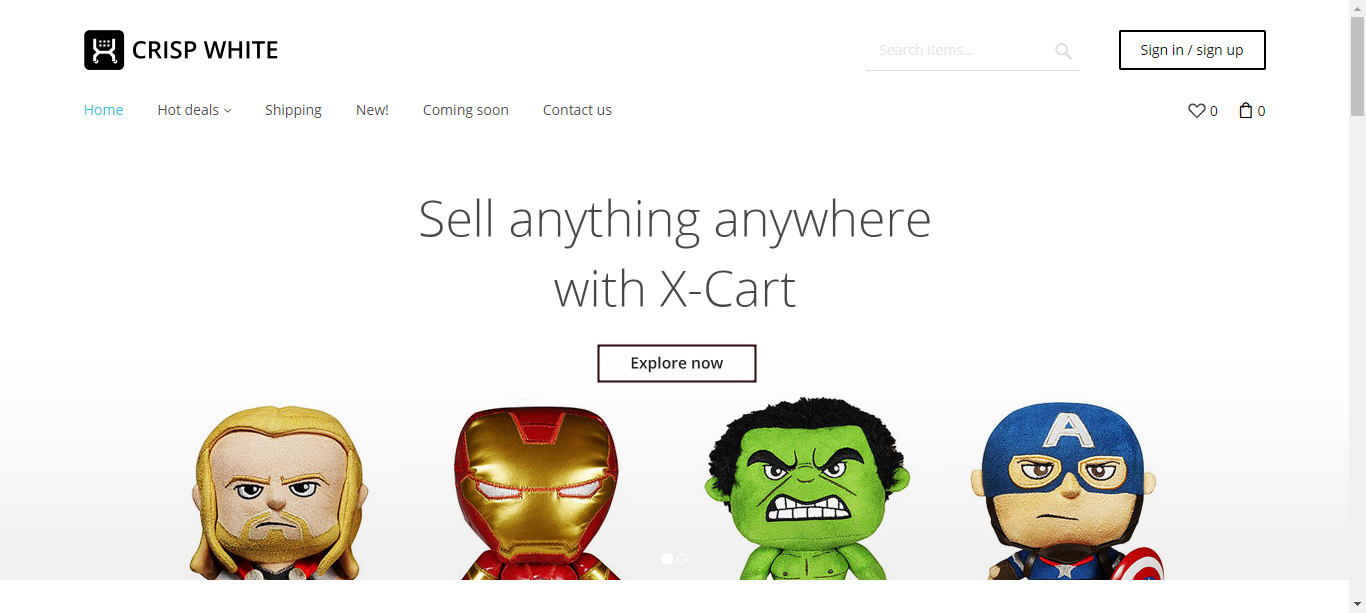 CRISP WHITE
Search items...
Sign in / sign up
Home Hot deals Shipping New! Coming soon Contact us 0 0
Sell anything anywhere
with X-Cart
Explore now
A